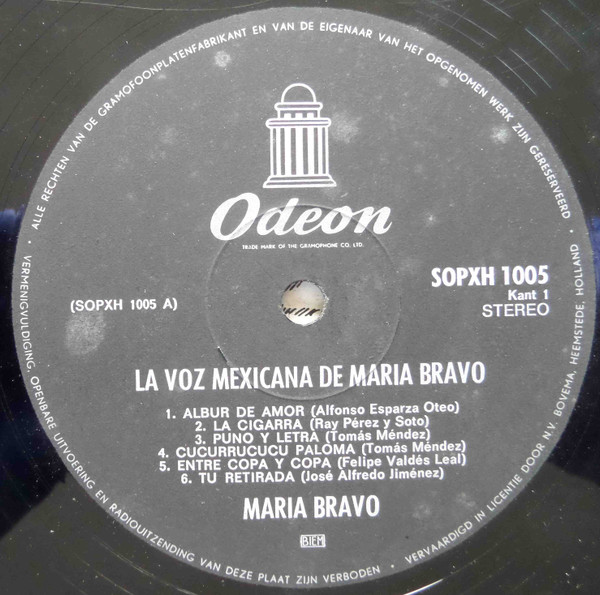 ALLE RECHTEN VAN DE GRAMOFOONPLATENFABRIKANT EN VAN DE EIGENAAR VAN HET OPGENOMEN WERK ZIJN GERESERVEERD
Odeon
TRADE MARK OF THE GRAMOPHONE CO. LTD.
SOPXH 1005
Kant 1
STEREO
(SOPXH 1005 A)
LA VOZ MEXICANA DE MARIA BRAVO
1. ALBUR DE AMOR (Alfonso Esparza Oteo)
2. LA CIGARRA (Ray Pérez y Soto)
3. PUNO Y LETRA (Tomás Méndez)
4. CUCURRUCUCU PALOMA (Tomás Méndez)
5. ENTRE COPA Y COPA (Felipe Valdés Leal)
6. TU RETIRADA (José Alfredo Jiménez)
MARIA BRAVO
BIEM
VERMENIGVULDIGING, OPENBARE UITVOERING EN RADIOUITZENDING VAN DEZE PLAAT ZIJN VERBODEN
VERVAARDIGD IN LICENTIE DOOR N.V. BOVEMA, HEEMSTEDE, HOLLAND